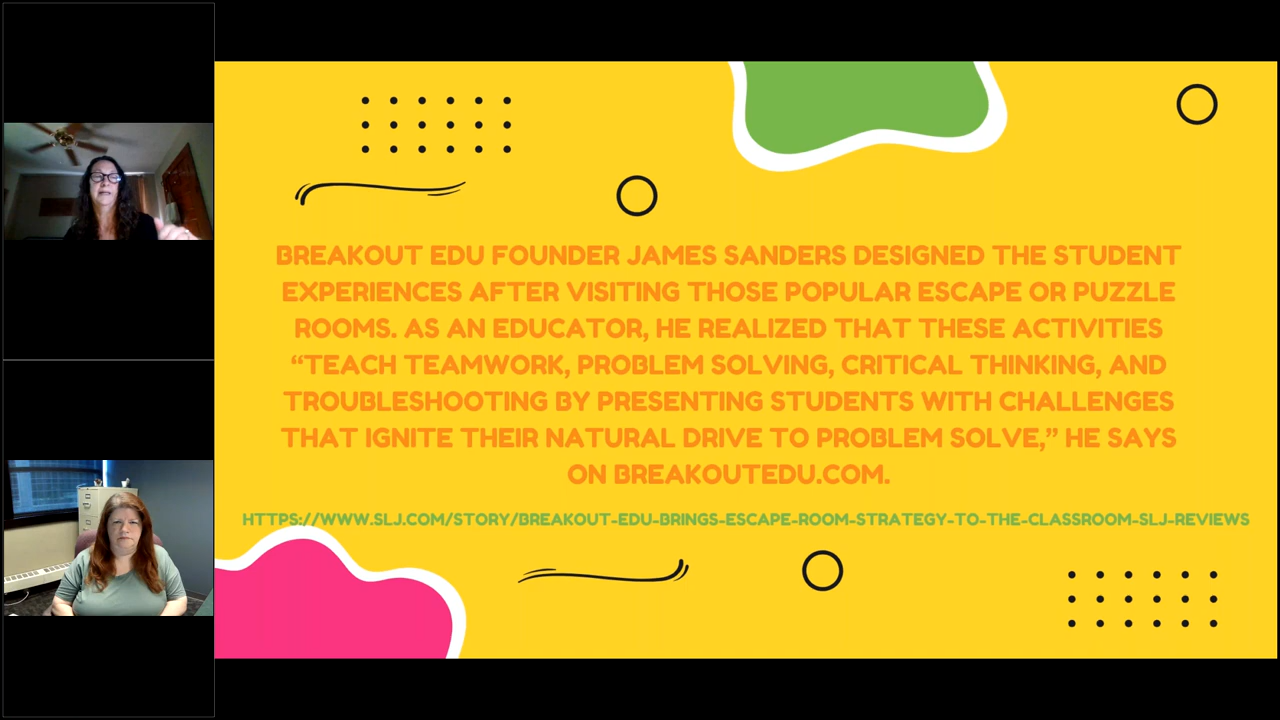 BREAKOUT EDU FOUNDER JAMES SANDERS DESIGNED THE STUDENT
EXPERIENCES AFTER VISITING THOSE POPULAR ESCAPE OR PUZZLE
ROOMS. AS AN EDUCATOR, HE REALIZED THAT THESE ACTIVITIES
“TEACH TEAMWORK, PROBLEM SOLVING, CRITICAL THINKING, AND
TROUBLESHOOTING BY PRESENTING STUDENTS WITH CHALLENGES
THAT IGNITE THEIR NATURAL DRIVE TO PROBLEM SOLVE,” HE SAYS
ON BREAKOUTEDU.COM.
HTTPS://WWW.SLJ.COM/STORY/BREAKOUT-EDU-BRINGS-ESCAPE-ROOM-STRATEGY-TO-THE-CLASSROOM-SLJ-REVIEWS